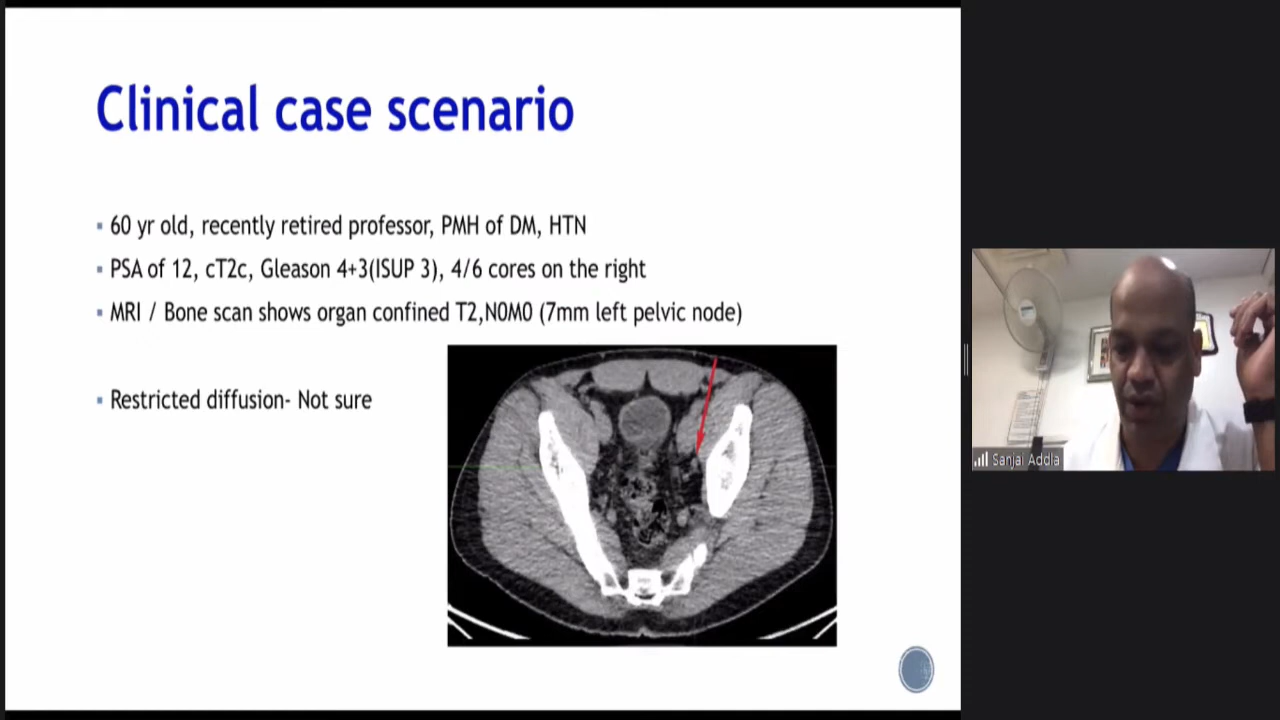 Clinical case scenario
60 yr old, recently retired professor, PMH of DM, HTN
PSA of 12, cT2c, Gleason 4+3(ISUP 3), 4/6 cores on the right
MRI / Bone scan shows organ confined T2,N0M0 (7mm left pelvic node)
Restricted diffusion- Not sure
Sanjai Addla